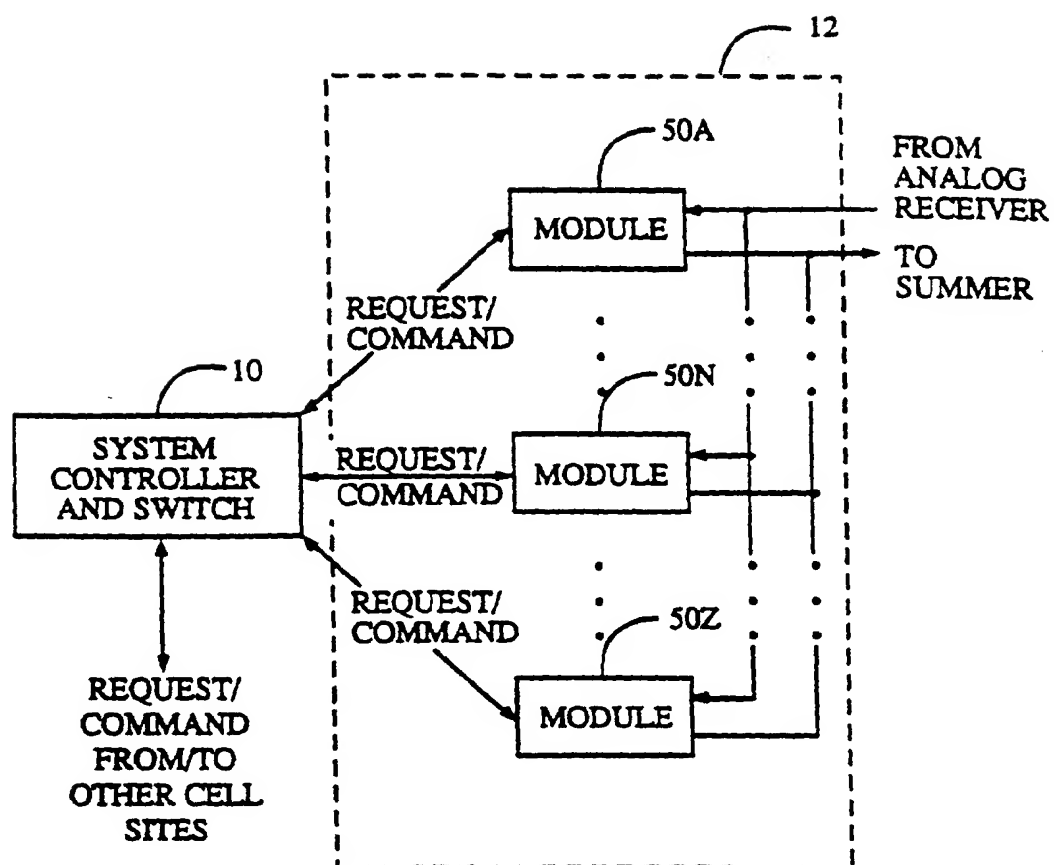 12
50A
FROM
ANALOG
RECEIVER
MODULE
TO
SUMMER
REQUEST/
COMMAND
10
50N
SYSTEM
CONTROLLER
AND SWITCH
REQUEST/
COMMAND
MODULE
REQUEST/
COMMAND
50Z
MODULE
REQUEST/
COMMAND
FROM/TO
OTHER CELL
SITES